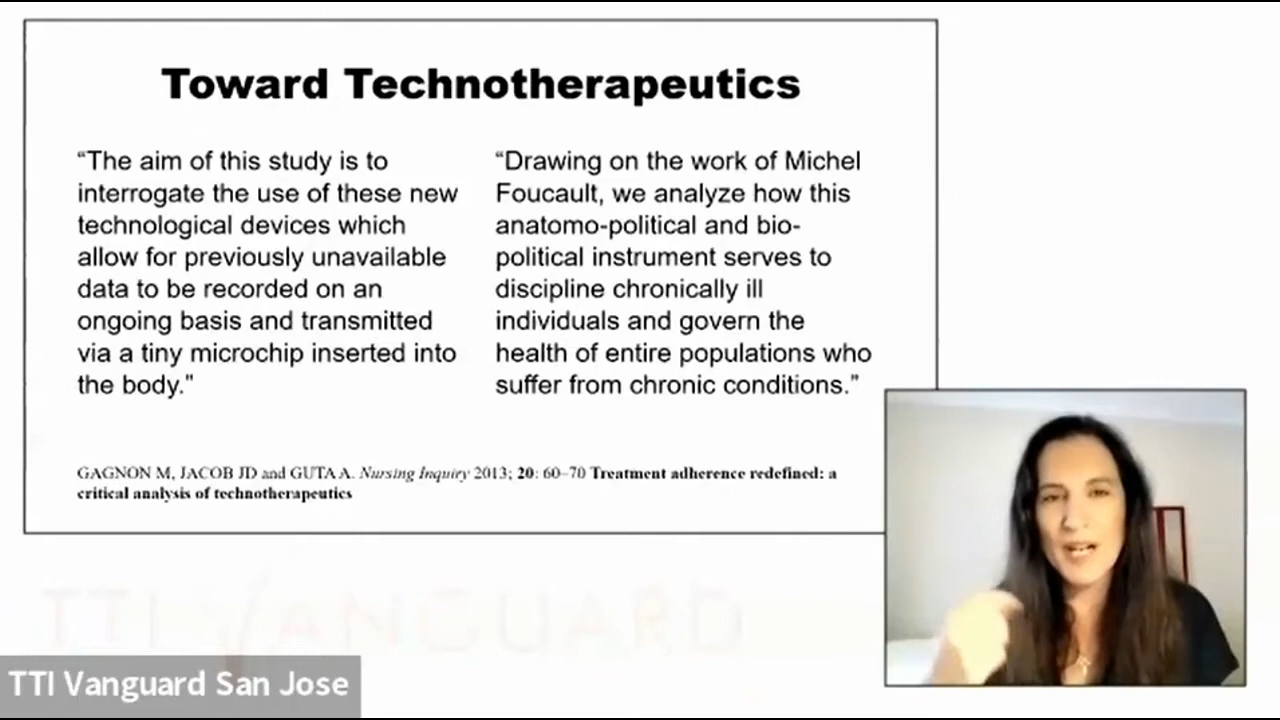 Toward Technotherapeutics
“The aim of this study is to
interrogate the use of these new
technological devices which
allow for previously unavailable
data to be recorded on an
ongoing basis and transmitted
via a tiny microchip inserted into
the body."
“Drawing on the work of Michel
Foucault, we analyze how this
anatomo-political and bio-
political instrument serves to
discipline chronically ill
individuals and govern the
health of entire populations who
suffer from chronic conditions.”
GAGNON M, JACOB JD and GUTA A. Nursing Inquiry 2013; 20: 60–70 Treatment adherence redefined: a
critical analysis of technotherapeutics
TTI VANGUARD
TTI Vanguard San Jose